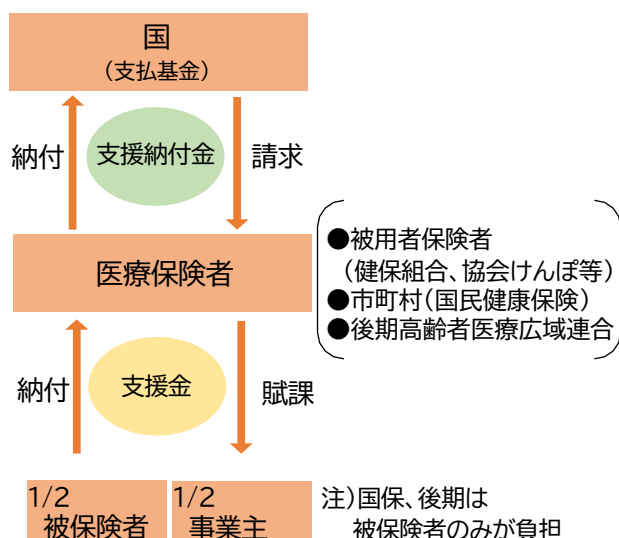 国
（支払基金）
納付
支援納付金
請求
医療保険者
●被用者保険者
（健保組合、協会けんぽ等）
●市町村（国民健康保険）
●後期高齢者医療広域連合
納付
支援金
賦課
1/2
被保険者
1/2
事業主
注）国保、後期は
被保険者のみが負担